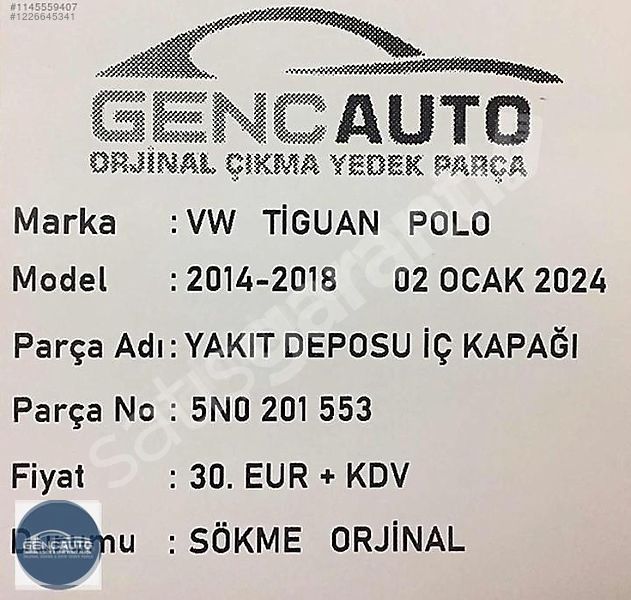 #1145559407
#1226645341
GENCAUTO
ORJİNAL ÇIKMA YEDEK PARÇA
Marka : VW TİGUAN POLO
Model : 2014-2018 02 OCAK 2024
Parça Adı : YAKIT DEPOSU İÇ KAPAĞI
Parça No : 5N0 201 553
Fiyat : 30. EUR + KDV
Durumu : SÖKME ORJİNAL
GENCAUTO